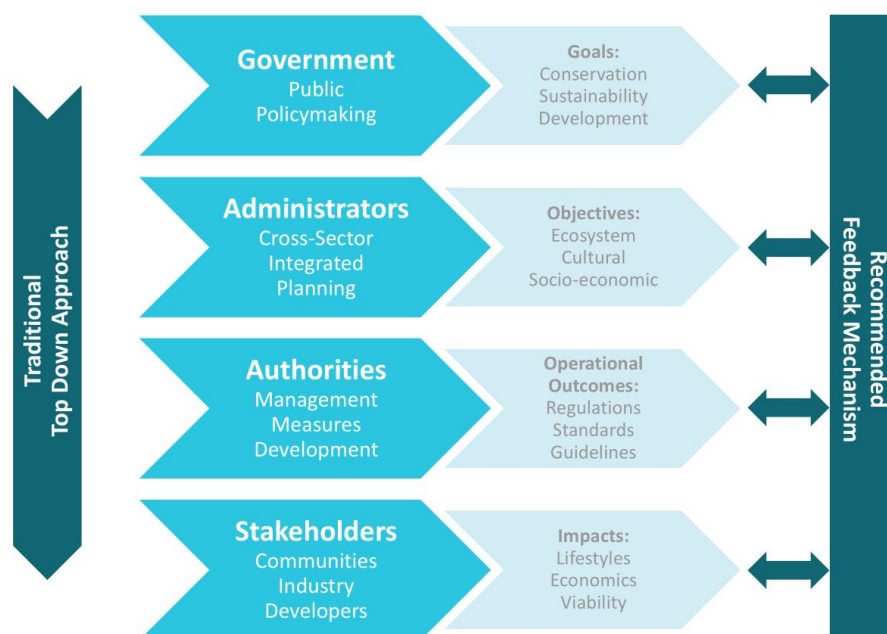 Traditional
Top Down Approach
Government
Public
Policymaking
Goals:
Conservation
Sustainability
Development
Administrators
Cross-Sector
Integrated
Planning
Objectives:
Ecosystem
Cultural
Socio-economic
Authorities
Management
Measures
Development
Operational
Outcomes:
Regulations
Standards
Guidelines
Stakeholders
Communities
Industry
Developers
Impacts:
Lifestyles
Economics
Viability
Recommended
Feedback Mechanism